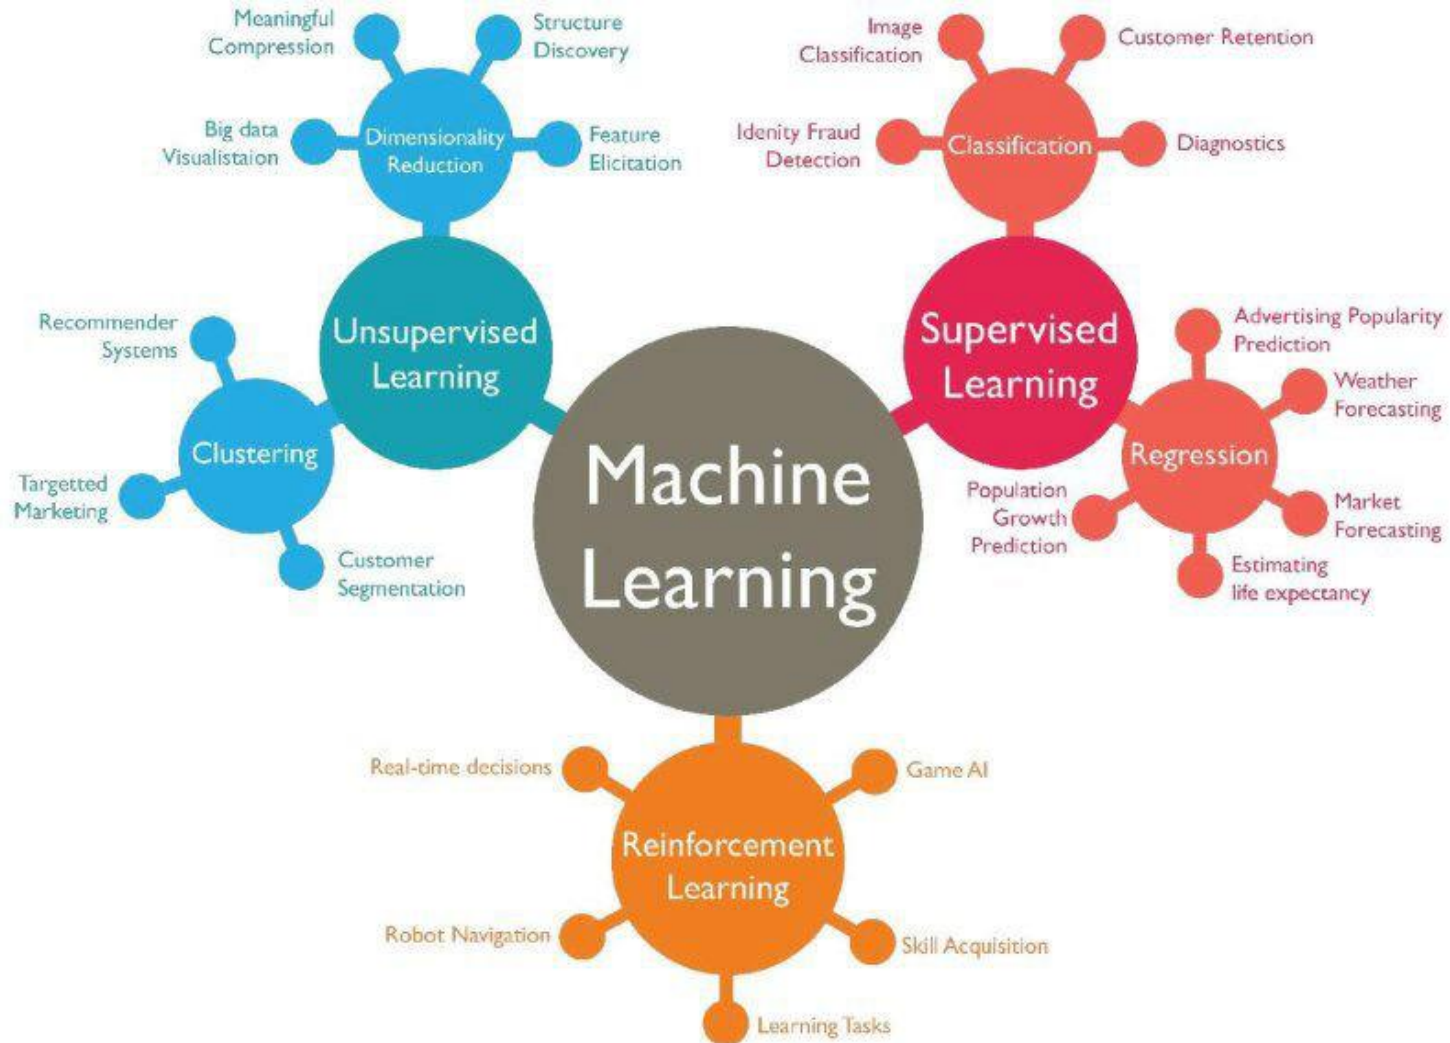 Meaningful
Compression
Structure
Discovery
Big data
Visualistaion
Dimensionality
Reduction
Feature
Elicitation
Image
Classification
Customer Retention
Idenity Fraud
Detection
Classification
Diagnostics
Unsupervised
Learning
Supervised
Learning
Recommender
Systems
Clustering
Targetted
Marketing
Customer
Segmentation
Machine
Learning
Advertising Popularity
Prediction
Weather
Forecasting
Regression
Population
Growth
Prediction
Market
Forecasting
Estimating
life expectancy
Real-time decisions
Game AI
Reinforcement
Learning
Robot Navigation
Skill Acquisition
Learning Tasks